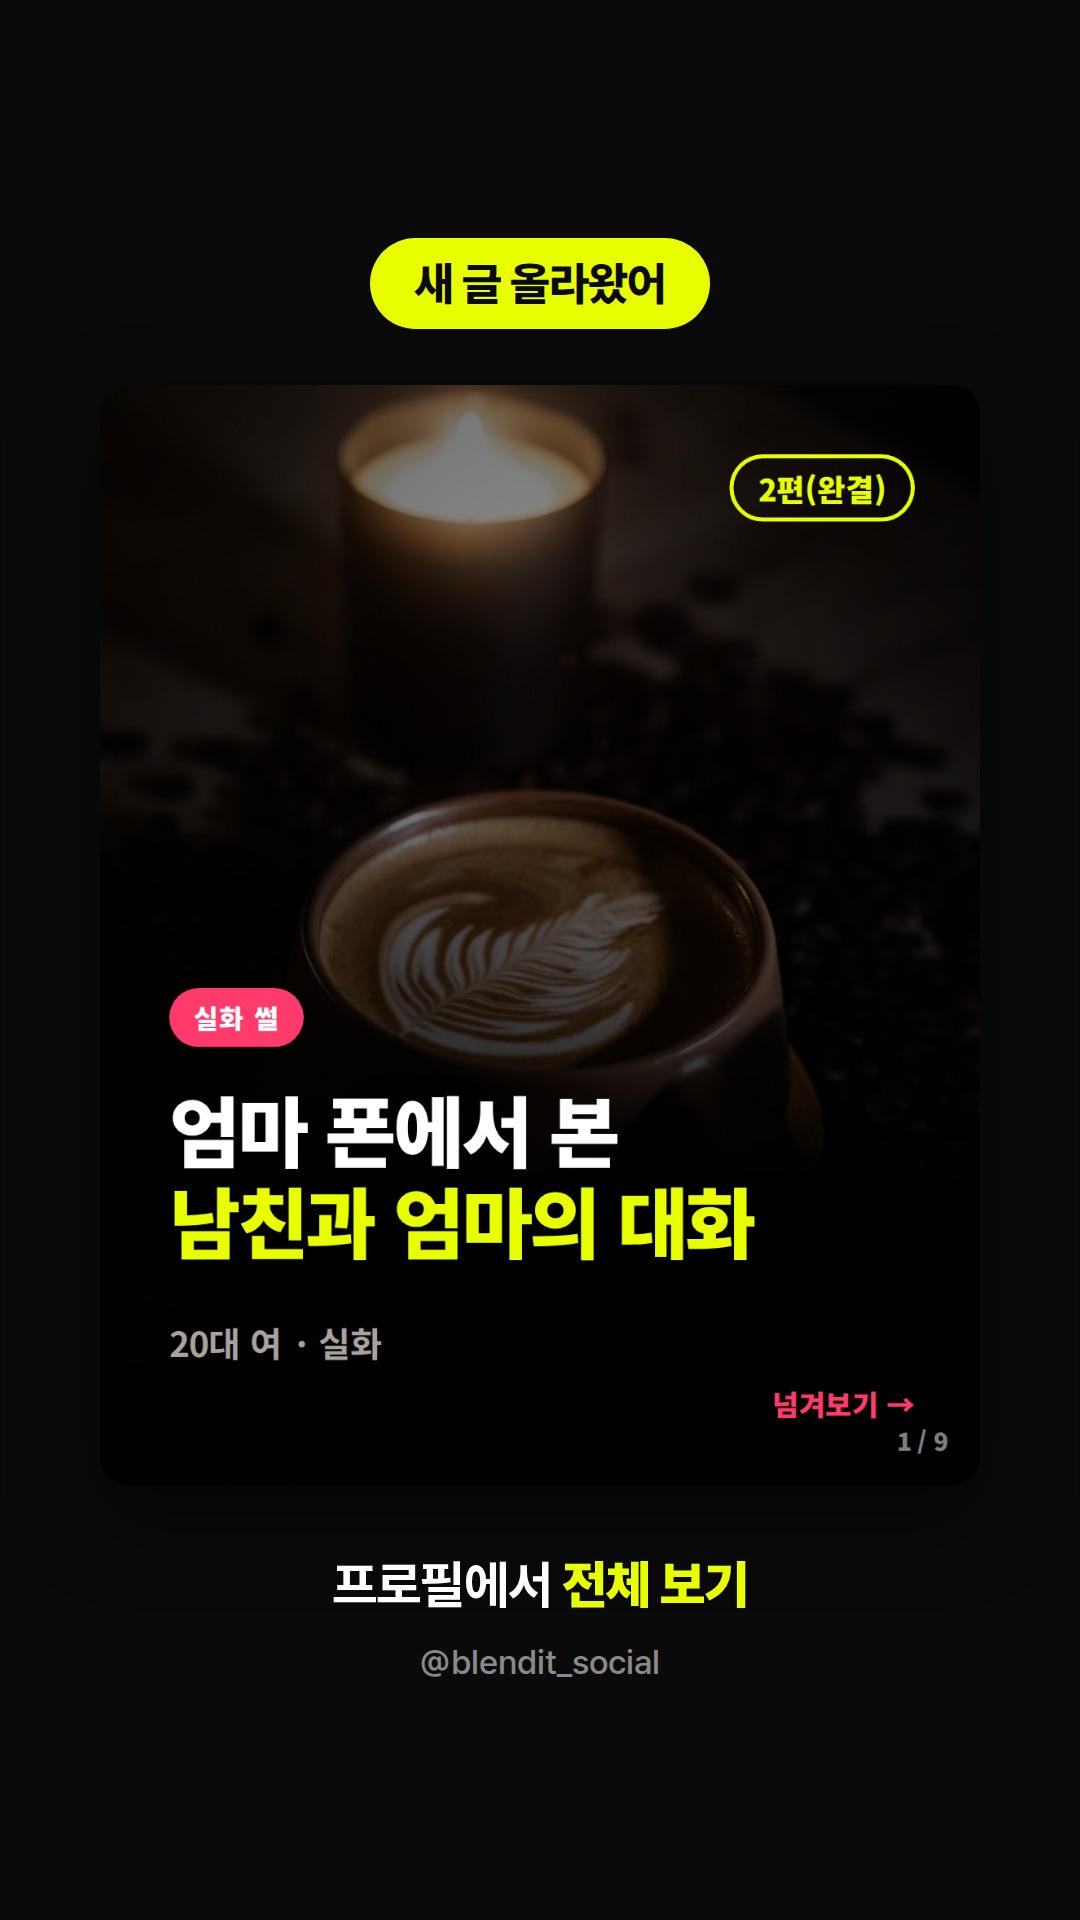 새 글 올라왔어
2편(완결)
실화 썰
엄마 폰에서 본
남친과 엄마의 대화
20대 여 · 실화
넘겨보기 →
1 / 9
프로필에서 전체 보기
@blendit_social